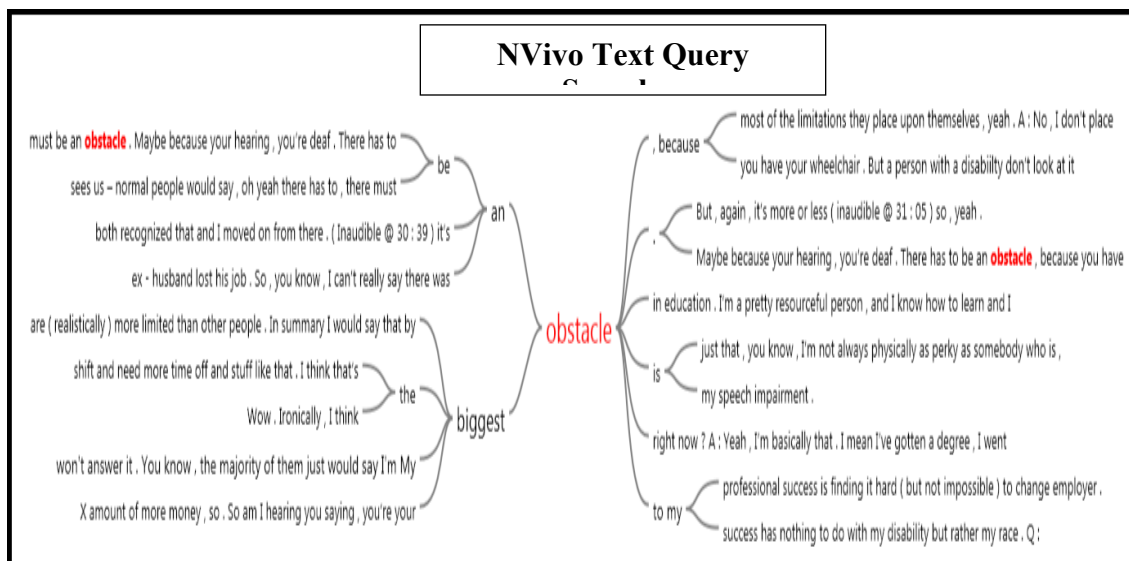 NVivo Text Query
must be an obstacle . Maybe because your hearing , you're deaf . There has to
sees us – normal people would say , oh yeah there has to , there must
be
both recognized that and I moved on from there . ( Inaudible @ 30 : 39 ) it's
ex - husband lost his job . So , you know , I can't really say there was
an
are ( realistically ) more limited than other people . In summary I would say that by
shift and need more time off and stuff like that . I think that's
Wow . Ironically , I think
the
won't answer it . You know , the majority of them just would say I'm My
X amount of more money , so . So am I hearing you saying , you're your
biggest
obstacle
, because
most of the limitations they place upon themselves , yeah . A : No , I don't place
you have your wheelchair . But a person with a disabiilty don't look at it
.
But , again , it's more or less ( inaudible @ 31 : 05 ) so , yeah .
Maybe because your hearing , you're deaf . There has to be an obstacle , because you have
in education . I'm a pretty resourceful person , and I know how to learn and I
is
just that , you know , I'm not always physically as perky as somebody who is ,
my speech impairment .
right now ? A : Yeah , I'm basically that . I mean I've gotten a degree , I went
to my
professional success is finding it hard ( but not impossible ) to change employer .
success has nothing to do with my disability but rather my race . Q :